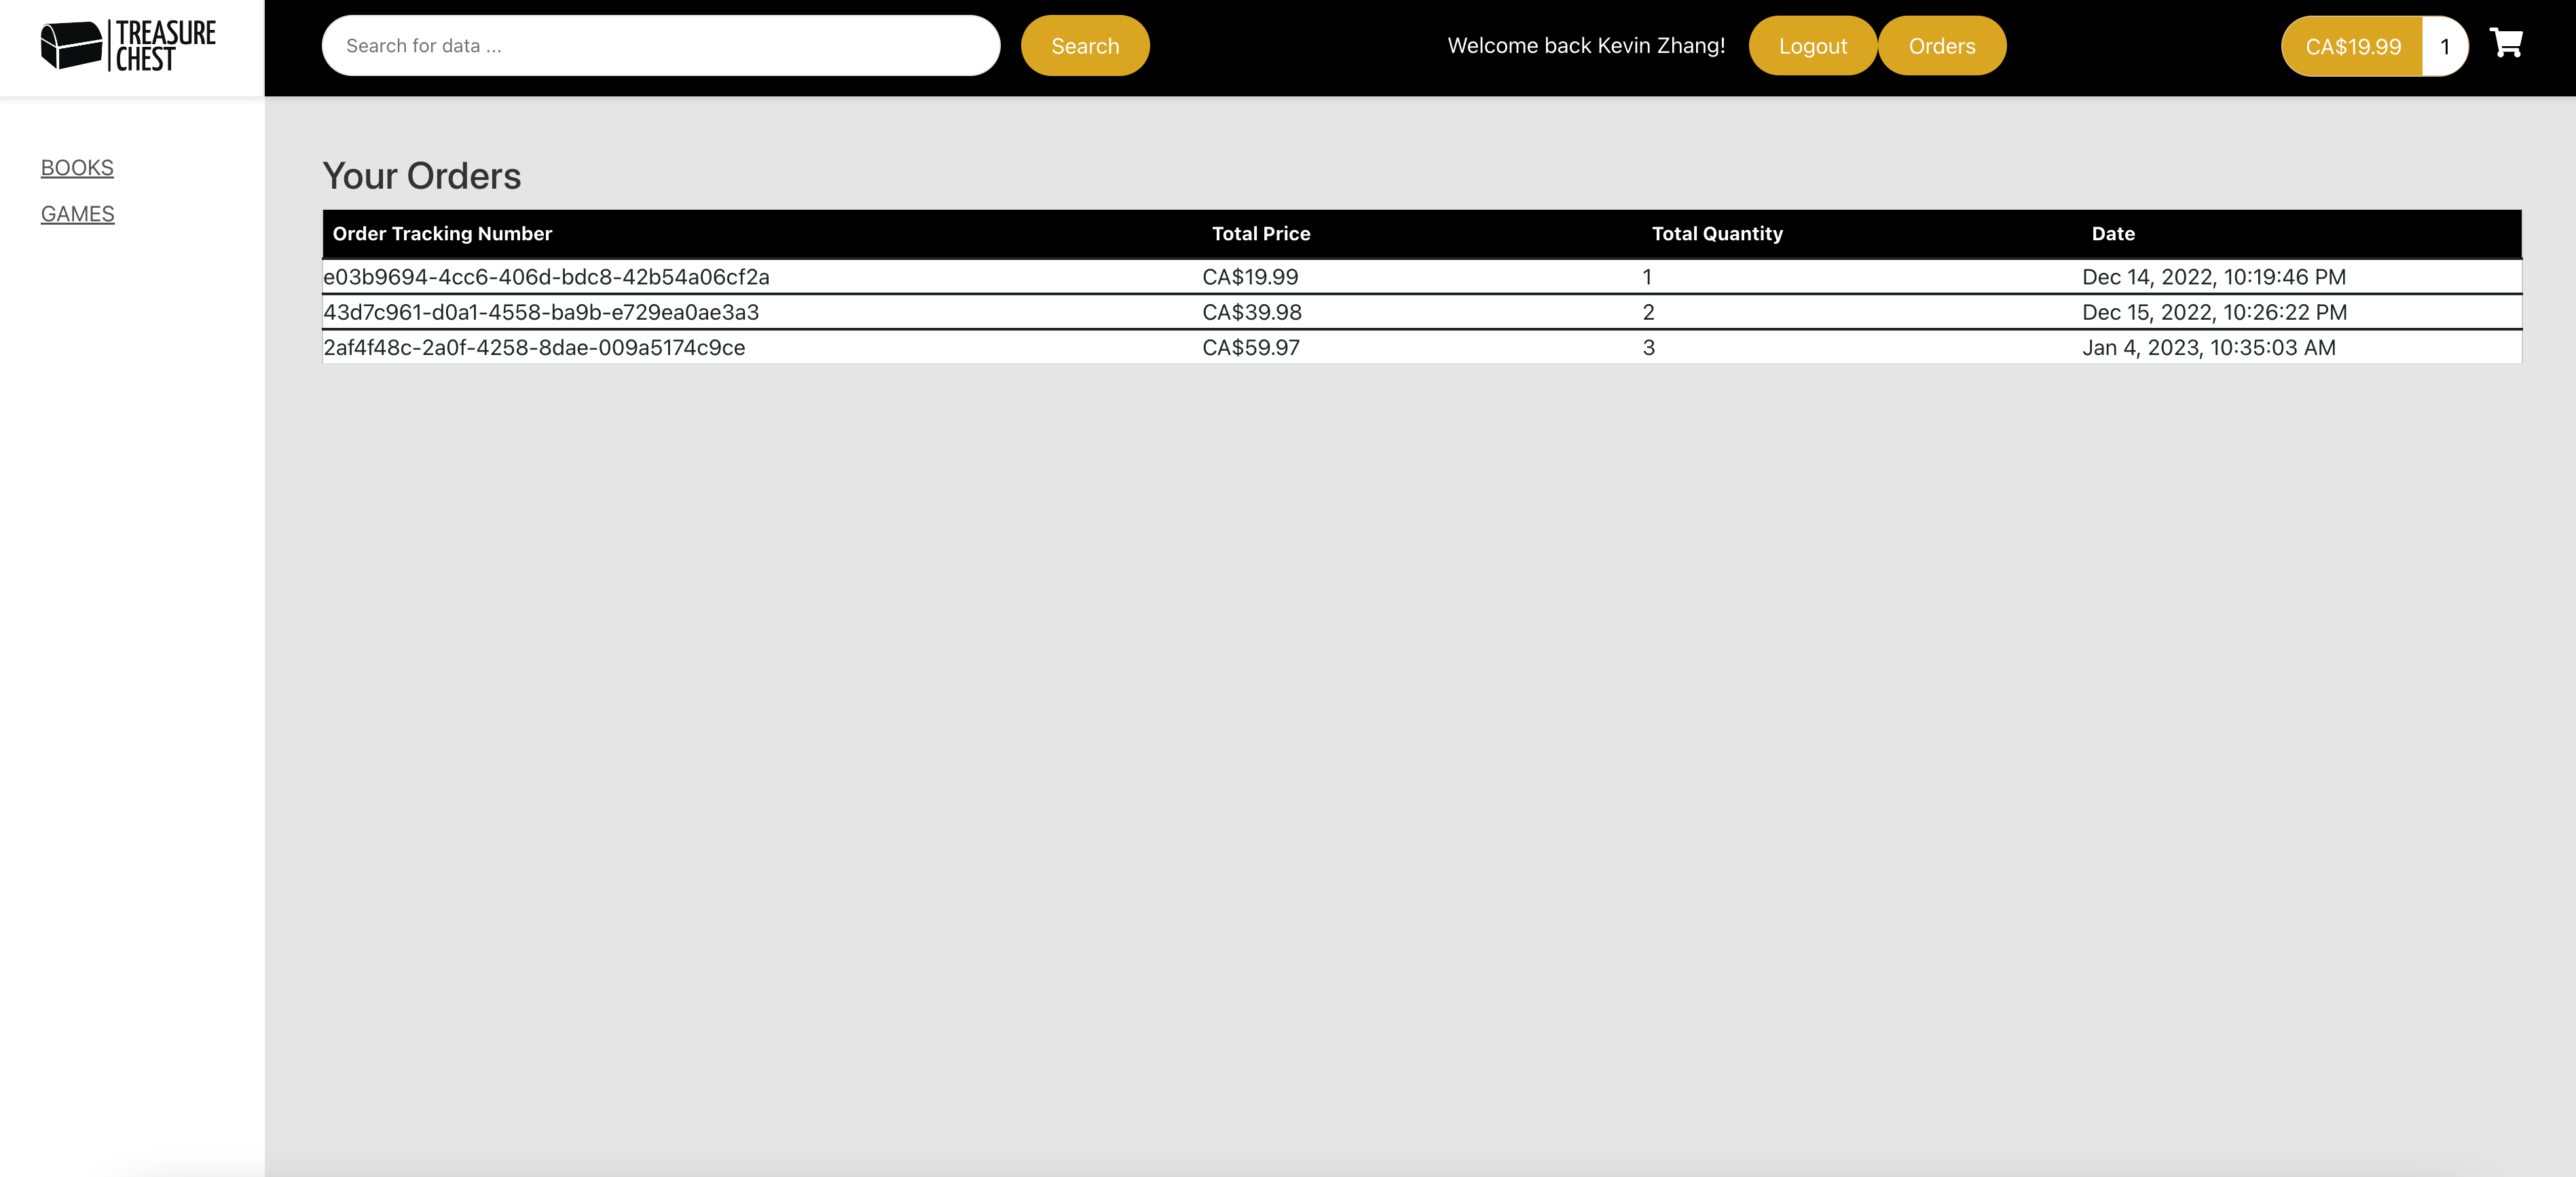 TREASURE
CHEST
Search for data ...
Search
Welcome back Kevin Zhang!
Logout
Orders
CA$19.99
1
BOOKS
GAMES
Your Orders
Order Tracking Number Total Price Total Quantity Date
e03b9694-4cc6-406d-bdc8-42b54a06cf2a CA$19.99 1 Dec 14, 2022, 10:19:46 PM
43d7c961-d0a1-4558-ba9b-e729ea0ae3a3 CA$39.98 2 Dec 15, 2022, 10:26:22 PM
2af4f48c-2a0f-4258-8dae-009a5174c9ce CA$59.97 3 Jan 4, 2023, 10:35:03 AM